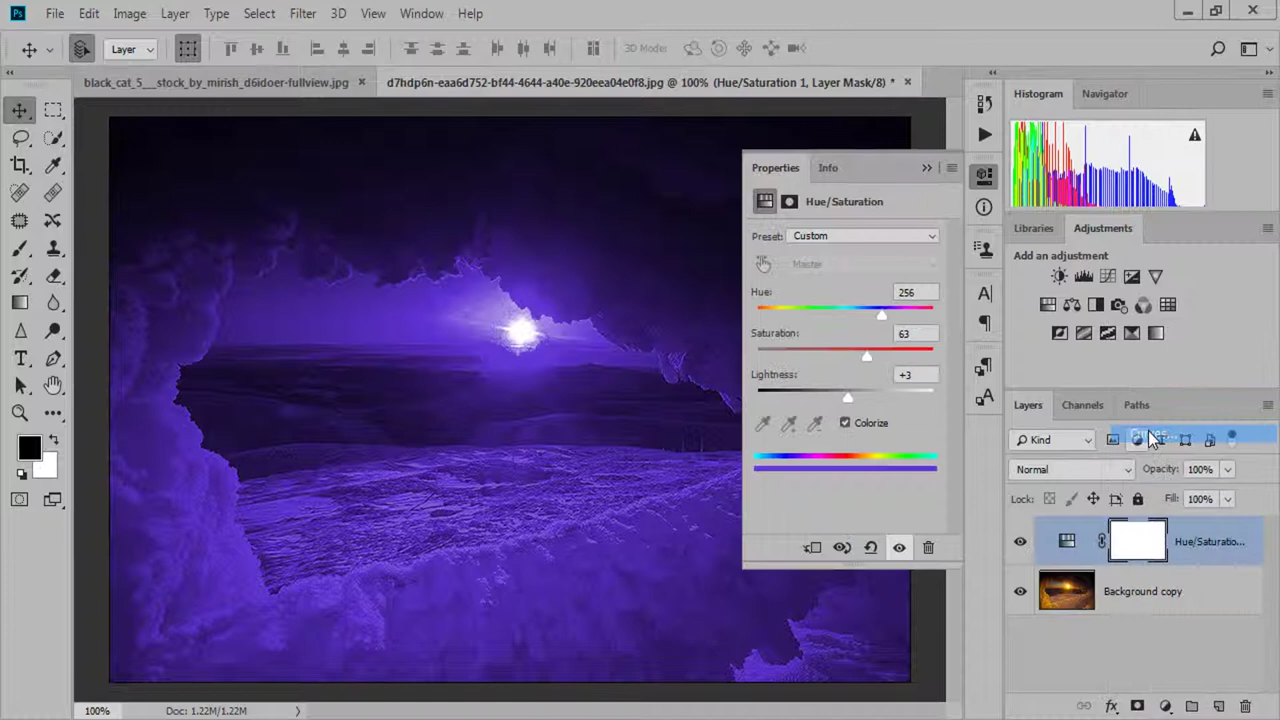 Ps File Edit Image Layer Type Select Filter 3D View Window Help
Layer 3D Mode:
black_cat_5___stock_by_mirish_d6idoer-fullview.jpg × d7hdp6n-eaa6d752-bf44-4644-a40e-920eea04e0f8.jpg @ 100% (Hue/Saturation 1, Layer Mask/8) * ×
Histogram Navigator
Properties Info
Hue/Saturation
Preset: Custom
Master
Hue: 256
Saturation: 63
Lightness: +3
Colorize
Libraries Adjustments
Add an adjustment
Layers Channels Paths
Kind
Curves...
Normal Opacity: 100%
Lock: Fill: 100%
Hue/Saturatio...
Background copy
100% Doc: 1.22M/1.22M